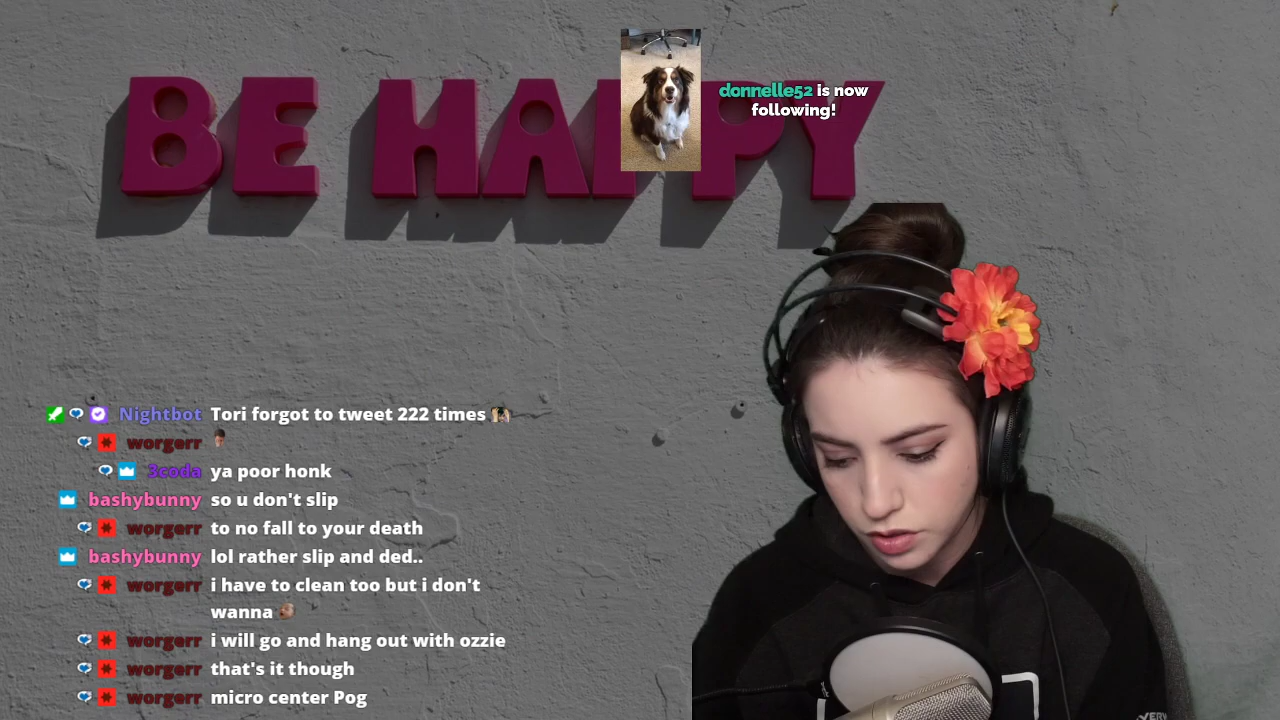 BE HAPPY
donnelle52 is now
following!
Nightbot Tori forgot to tweet 222 times
worgerr
3coda ya poor honk
bashybunny so u don't slip
worgerr to no fall to your death
bashybunny lol rather slip and ded..
worgerr i have to clean too but i don't
wanna
worgerr i will go and hang out with ozzie
worgerr that's it though
worgerr micro center Pog
VERY